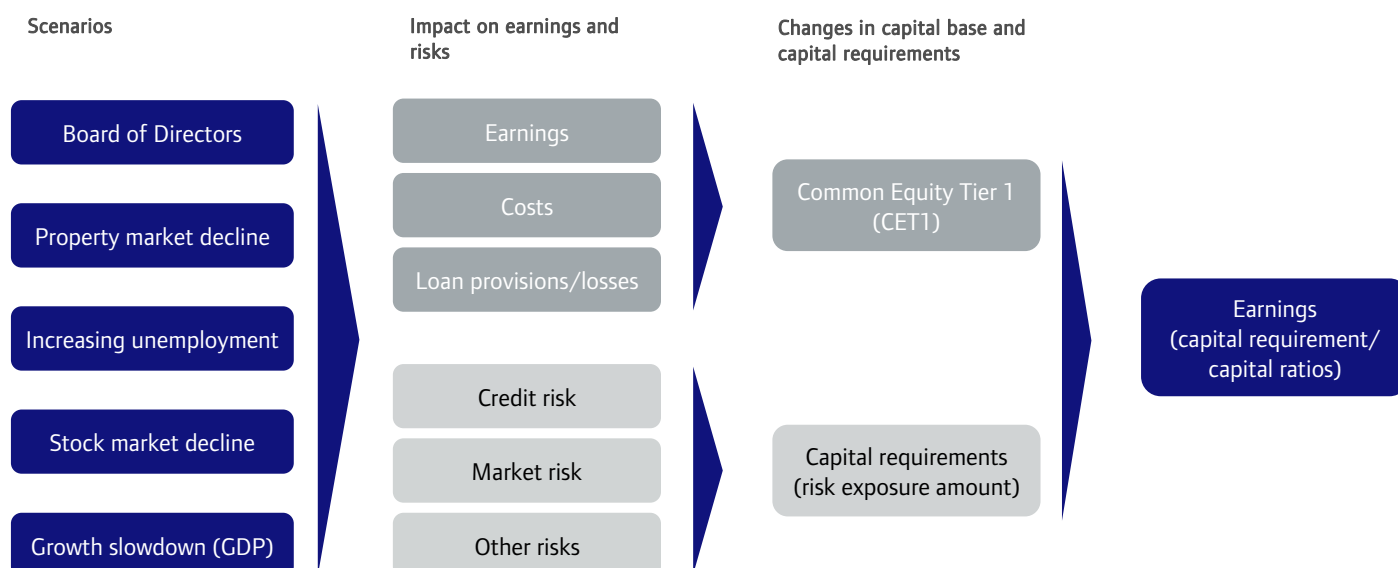 Scenarios
Impact on earnings and
risks
Changes in capital base and
capital requirements
Board of Directors
Property market decline
Increasing unemployment
Stock market decline
Growth slowdown (GDP)
Earnings
Costs
Loan provisions/losses
Credit risk
Market risk
Other risks
Common Equity Tier 1
(CET1)
Capital requirements
(risk exposure amount)
Earnings
(capital requirement/
capital ratios)